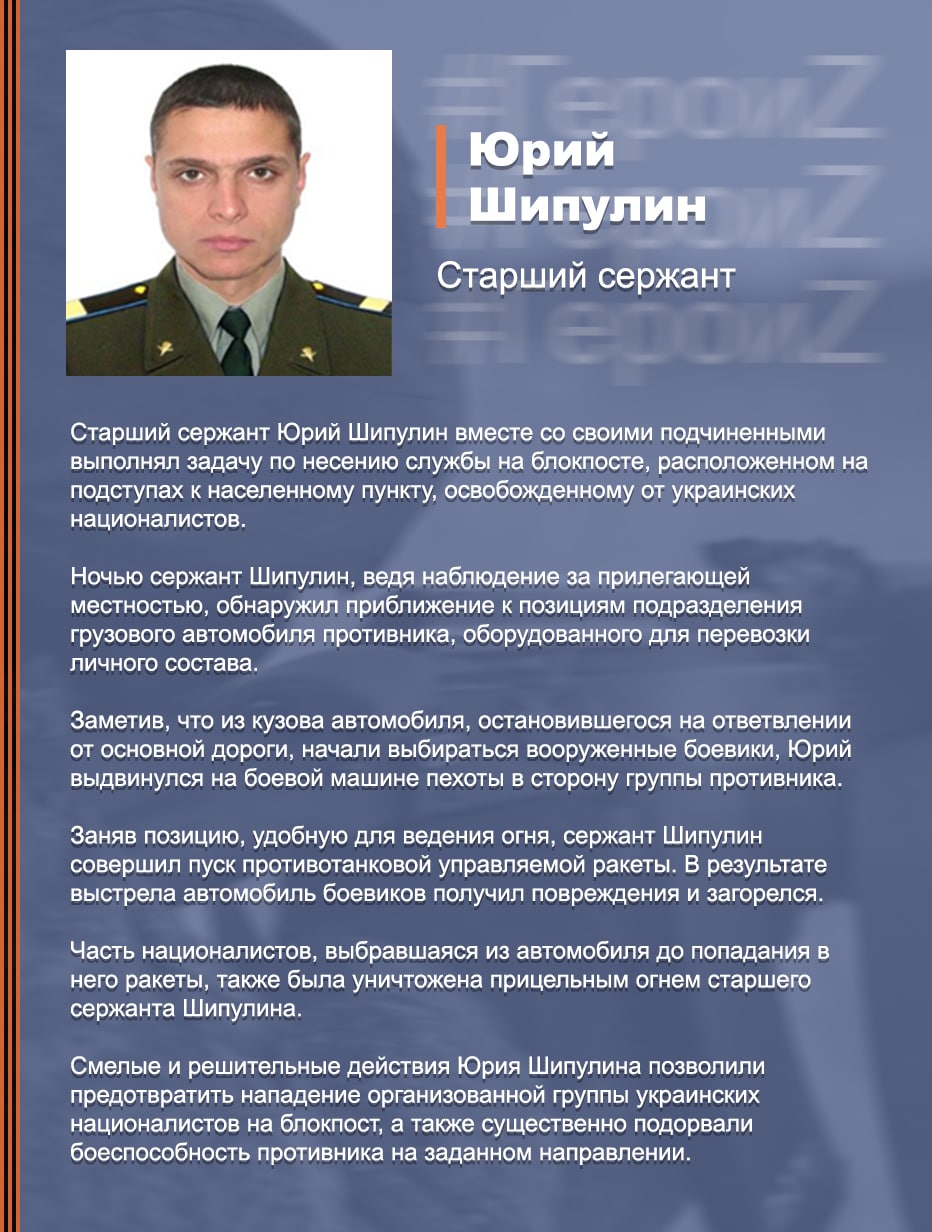 #ГероиZ
#ГероиZ
#ГероиZ
Юрий
Шипулин
Старший сержант
Старший сержант Юрий Шипулин вместе со своими подчиненными
выполнял задачу по несению службы на блокпосте, расположенном на
подступах к населенному пункту, освобожденному от украинских
националистов.
Ночью сержант Шипулин, ведя наблюдение за прилегающей
местностью, обнаружил приближение к позициям подразделения
грузового автомобиля противника, оборудованного для перевозки
личного состава.
Заметив, что из кузова автомобиля, остановившегося на ответвлении
от основной дороги, начали выбираться вооруженные боевики, Юрий
выдвинулся на боевой машине пехоты в сторону группы противника.
Заняв позицию, удобную для ведения огня, сержант Шипулин
совершил пуск противотанковой управляемой ракеты. В результате
выстрела автомобиль боевиков получил повреждения и загорелся.
Часть националистов, выбравшаяся из автомобиля до попадания в
него ракеты, также была уничтожена прицельным огнем старшего
сержанта Шипулина.
Смелые и решительные действия Юрия Шипулина позволили
предотвратить нападение организованной группы украинских
националистов на блокпост, а также существенно подорвали
боеспособность противника на заданном направлении.